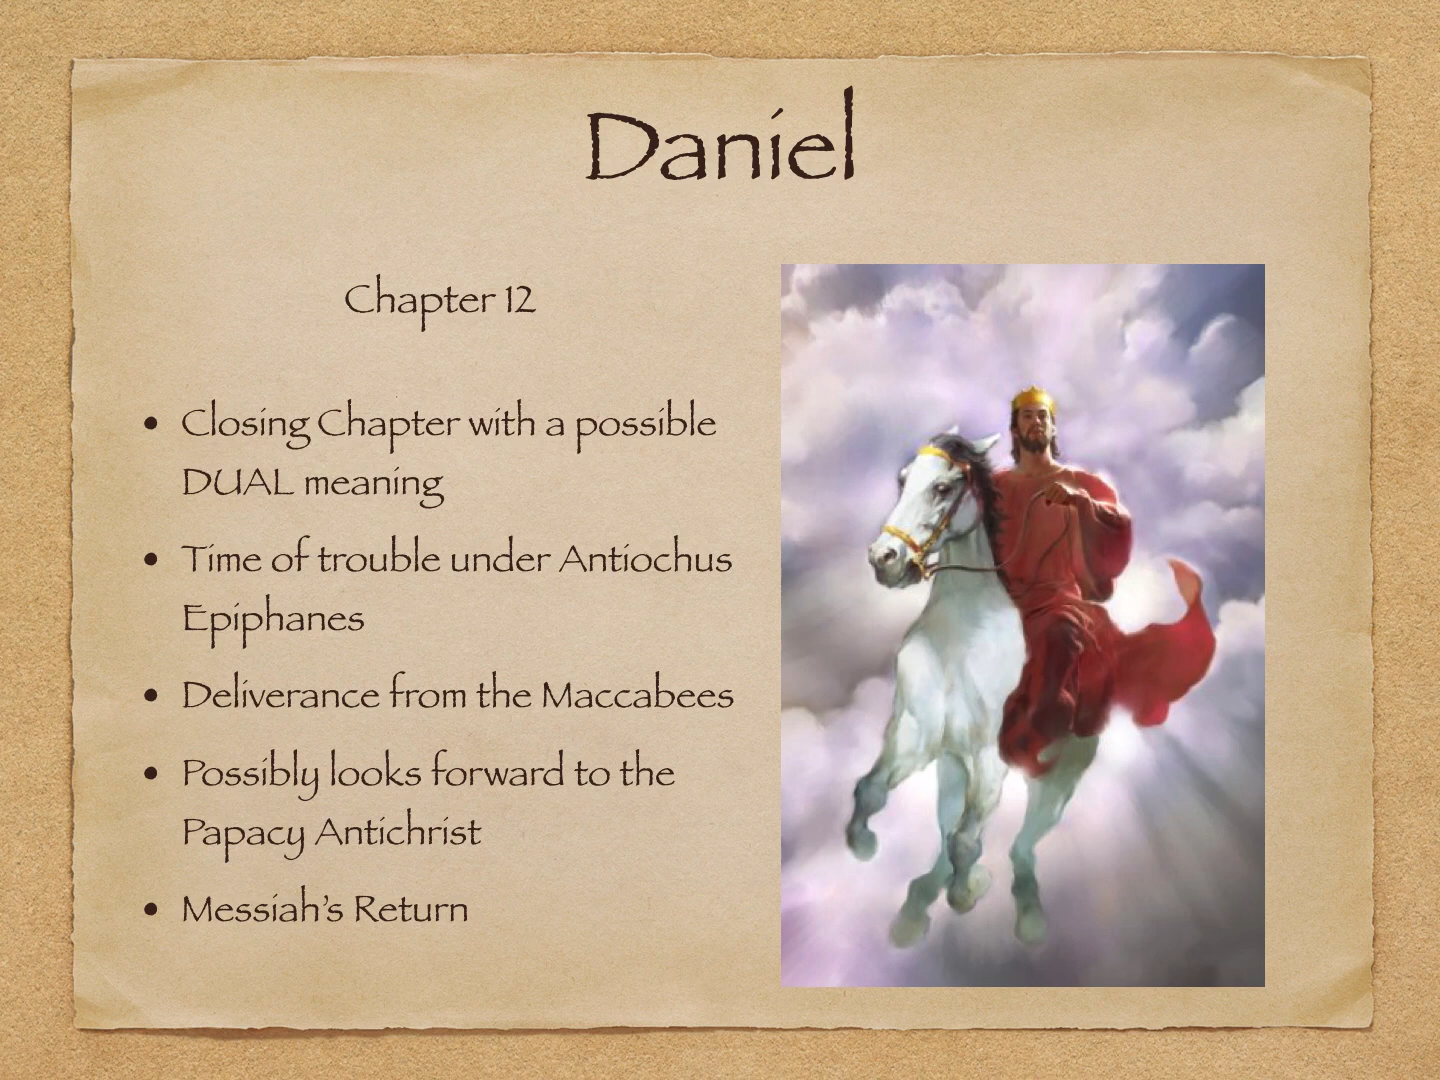 Daniel
Chapter 12
• Closing Chapter with a possible
DUAL meaning
• Time of trouble under Antiochus
Epiphanes
• Deliverance from the Maccabees
• Possibly looks forward to the
Papacy Antichrist
• Messiah's Return